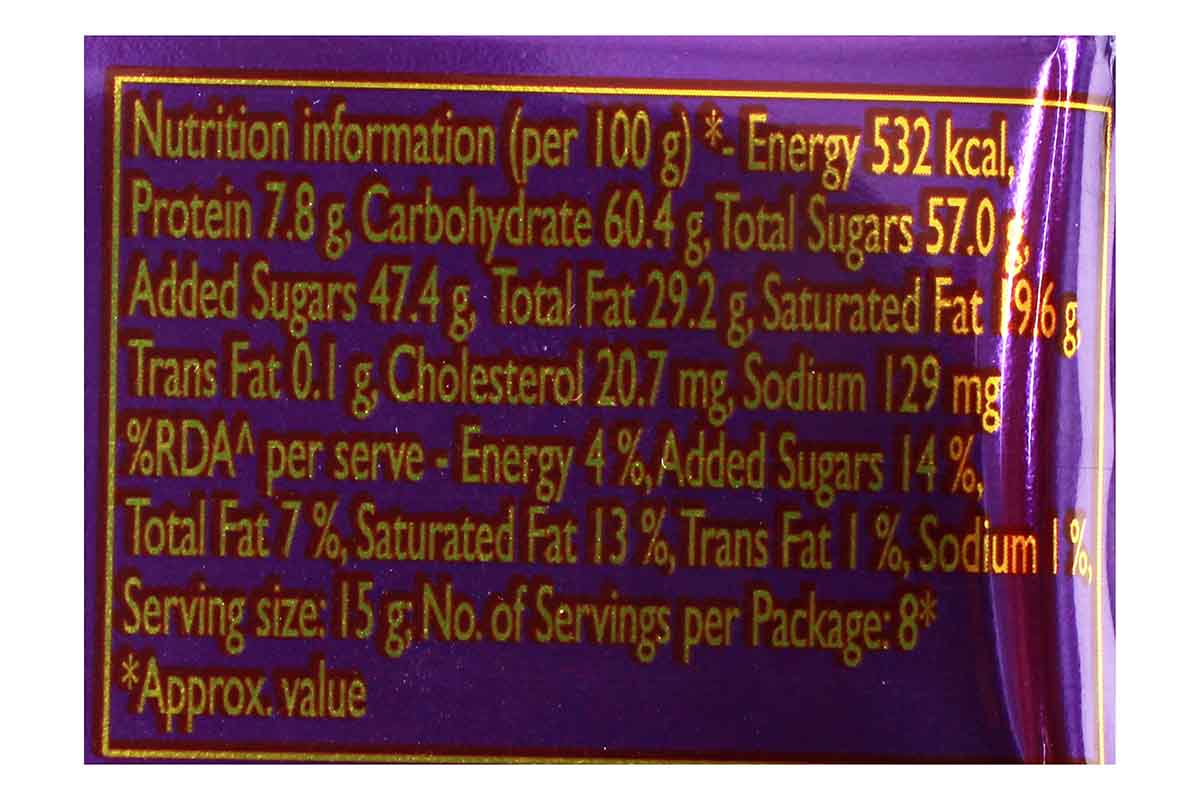 Nutrition information (per 100 g) *- Energy 532 kcal,
Protein 7.8 g, Carbohydrate 60.4 g, Total Sugars 57.0 g,
Added Sugars 47.4 g, Total Fat 29.2 g, Saturated Fat 19.6 g,
Trans Fat 0.1 g, Cholesterol 20.7 mg, Sodium 129 mg
%RDA^ per serve - Energy 4 %, Added Sugars 14 %,
Total Fat 7 %, Saturated Fat 13 %, Trans Fat 1 %, Sodium 1 %,
Serving size: 15 g; No. of Servings per Package: 8*
*Approx. value